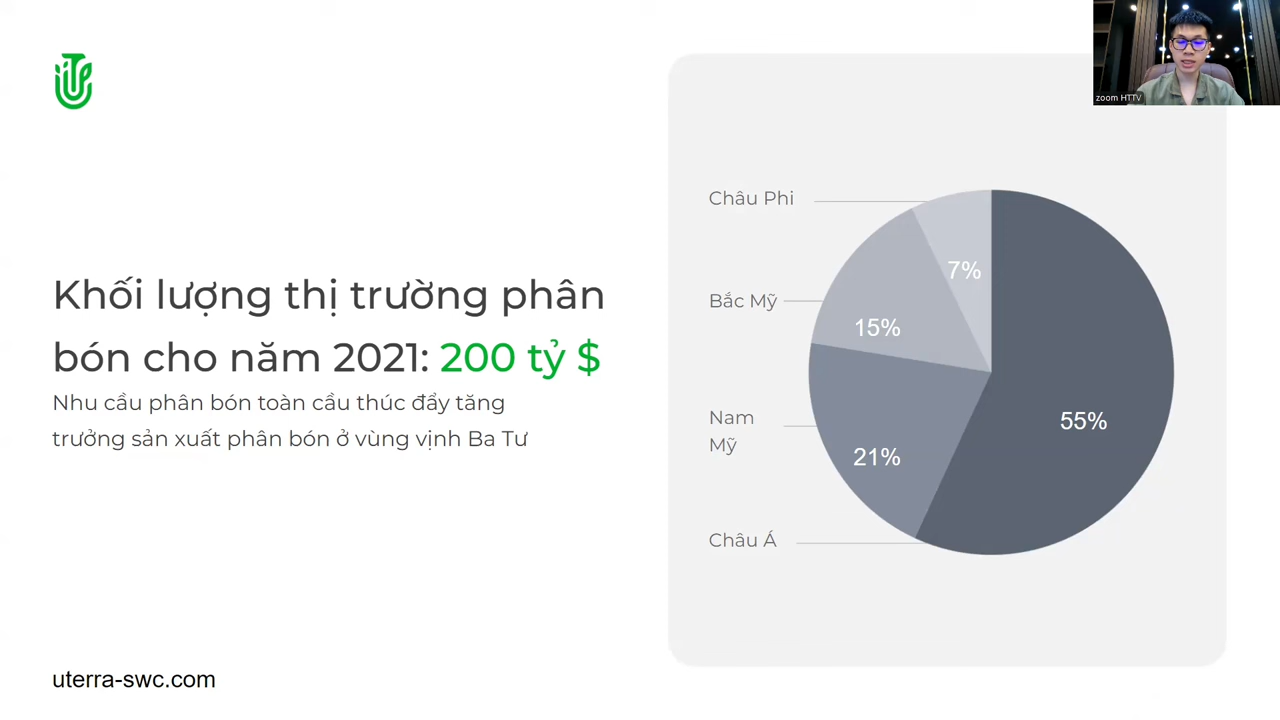 zoom HTTV
Khối lượng thị trường phân
bón cho năm 2021: 200 tỷ $
Nhu cầu phân bón toàn cầu thúc đẩy tăng
trưởng sản xuất phân bón ở vùng vịnh Ba Tư
Châu Phi
7%
Bắc Mỹ
15%
Nam
Mỹ
55%
21%
Châu Á
uterra-swc.com